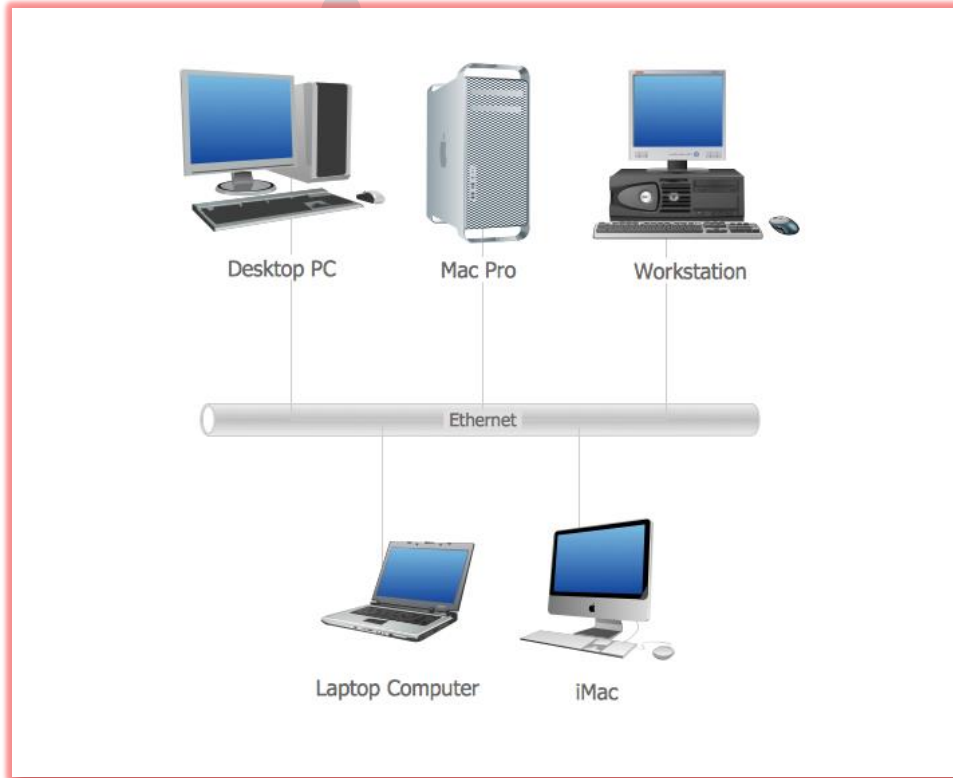 Desktop PC
Mac Pro
Workstation
Ethernet
Laptop Computer
iMac